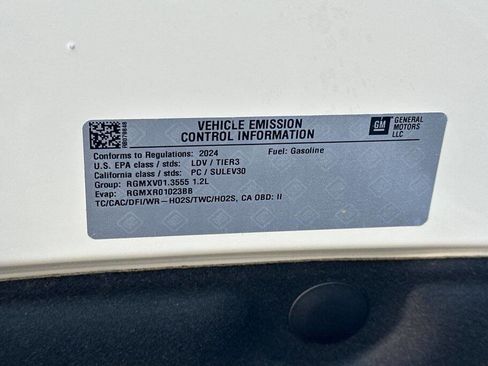 VEHICLE EMISSION
CONTROL INFORMATION
GM
GENERAL
MOTORS
LLC
Conforms to Regulations: 2024 Fuel: Gasoline
U.S. EPA class / stds: LDV / TIER3
California class / stds: PC / SULEV30
Group: RGMXV01.3555 1.2L
Evap: RGMXR0102388
TC/CAC/DFI/WR-HO2S/TWC/HO2S, CA OBD: II